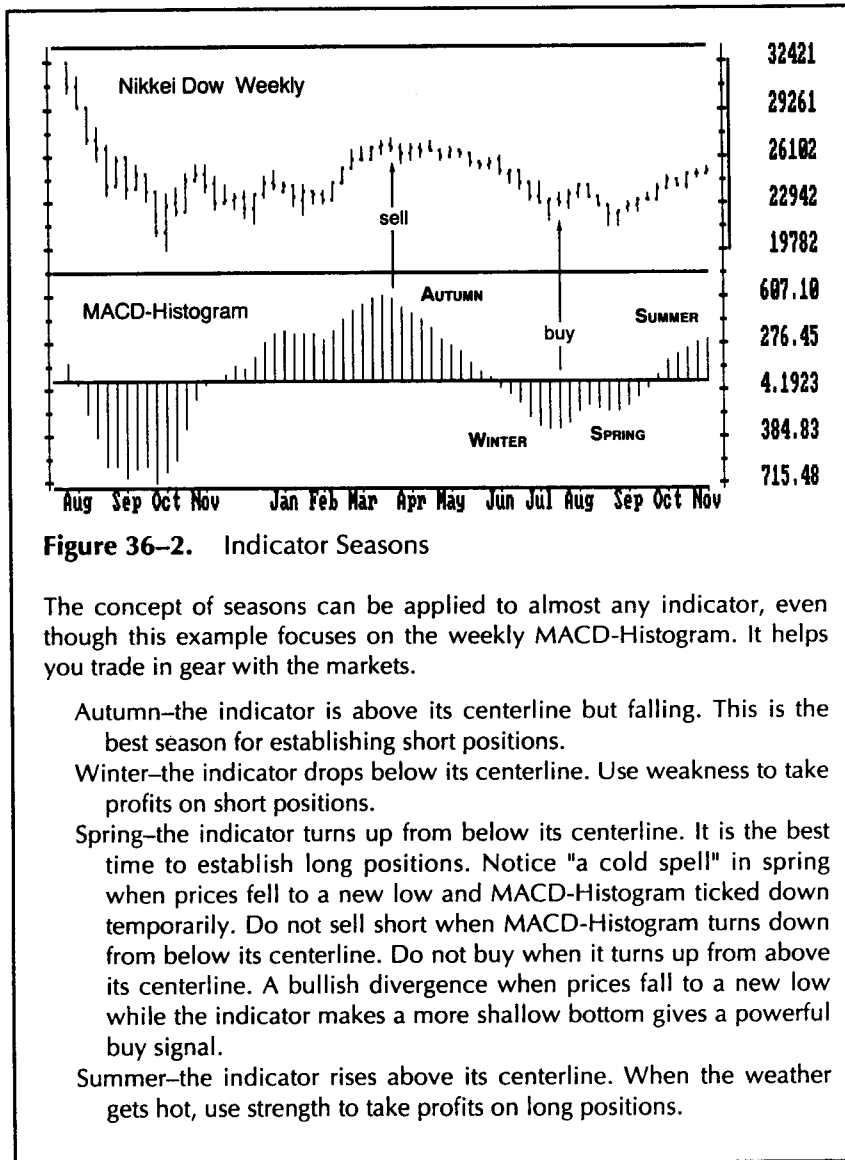 32421
Nikkei Dow Weekly
29261
26102
22942
sell
19782
607.10
AUTUMN
MACD-Histogram
SUMMER
buy
276.45
4.1923
WINTER
SPRING
384.83
715.48
Aug Sep Oct Nov Jan Feb Mar Apr May Jun Jul Aug Sep Oct Nov
Figure 36–2. Indicator Seasons
The concept of seasons can be applied to almost any indicator, even
though this example focuses on the weekly MACD-Histogram. It helps
you trade in gear with the markets.
Autumn–the indicator is above its centerline but falling. This is the
best season for establishing short positions.
Winter–the indicator drops below its centerline. Use weakness to take
profits on short positions.
Spring–the indicator turns up from below its centerline. It is the best
time to establish long positions. Notice "a cold spell" in spring
when prices fell to a new low and MACD-Histogram ticked down
temporarily. Do not sell short when MACD-Histogram turns down
from below its centerline. Do not buy when it turns up from above
its centerline. A bullish divergence when prices fall to a new low
while the indicator makes a more shallow bottom gives a powerful
buy signal.
Summer–the indicator rises above its centerline. When the weather
gets hot, use strength to take profits on long positions.